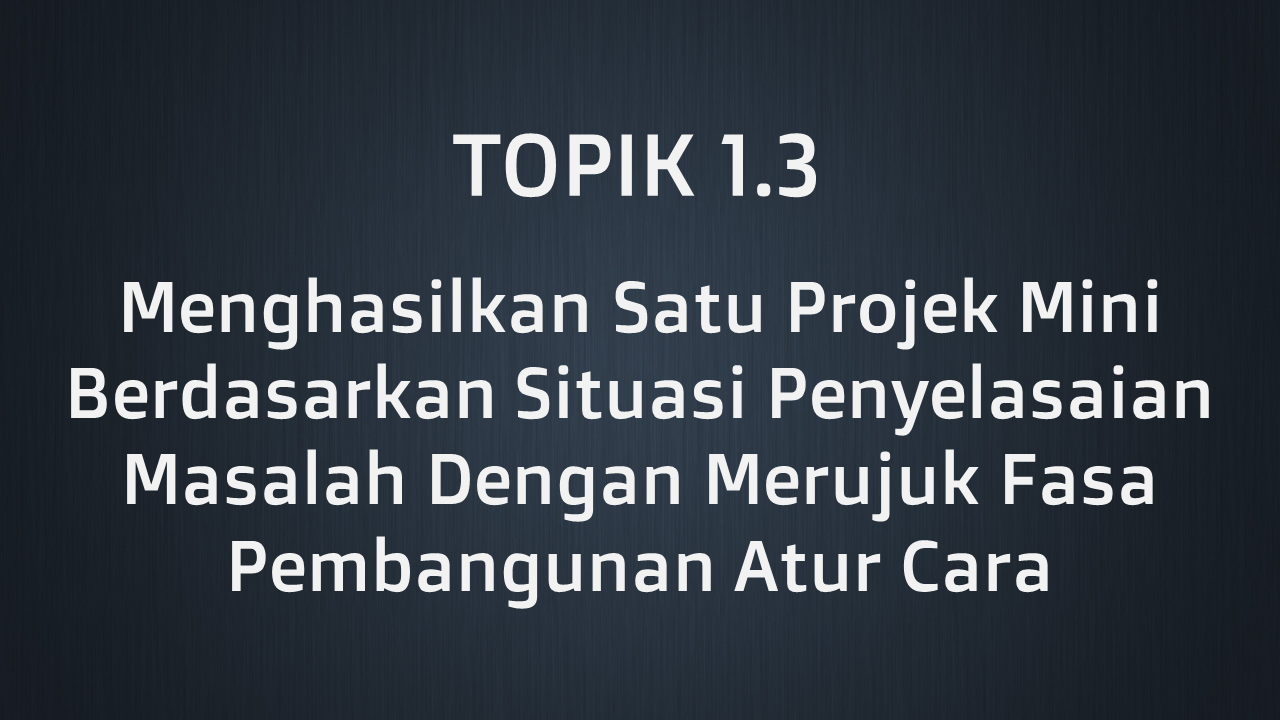 TOPIK 1.3
Menghasilkan Satu Projek Mini
Berdasarkan Situasi Penyelasaian
Masalah Dengan Merujuk Fasa
Pembangunan Atur Cara